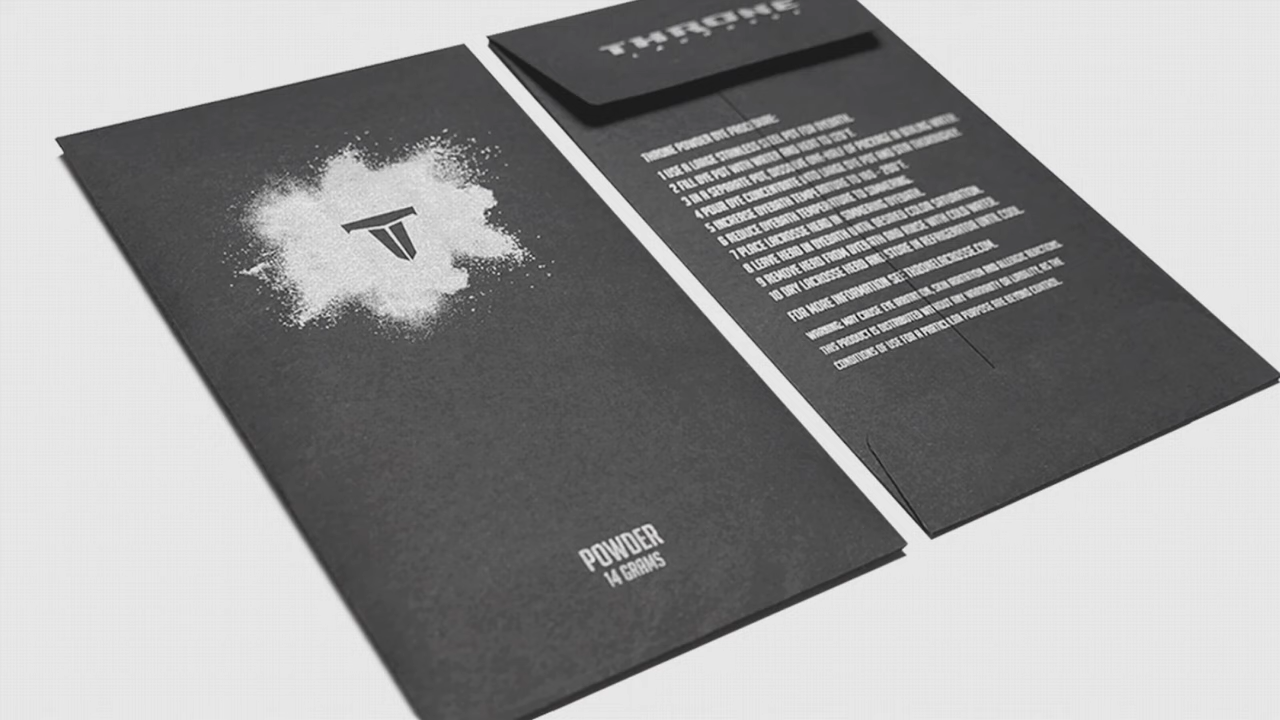 POWDER
14 GRAMS
THRONE
THRONE POWDER DYE PROCEDURE:
1 USE A LARGE STAINLESS STEEL POT FOR DYEBATH.
2 FILL DYE POT WITH WATER AND HEAT TO 120°F.
3 IN A SEPARATE POT, DISSOLVE ONE OUT OF PACKAGE IN BOILING WATER.
4 POUR DYE CONCENTRATE INTO LARGE DYE POT AND STIR THOROUGHLY.
5 INCREASE DYEBATH TEMPERATURE TO
6 REDUCE DYEBATH TEMPERATURE TO SIMMERING.
7 PLACE LACROSSE HEAD IN SIMMERING DYEBATH.
8 LEAVE HEAD IN DYEBATH UNTIL DESIRED COLOR SATURATION.
9 REMOVE HEAD FROM DYEBATH AND RINSE WITH COLD WATER.
10 DRY LACROSSE HEAD AND STORE IN REFRIGERATOR UNTIL COOL.
FOR MORE INFORMATION SEE THRONELACROSSE.COM.
WARNING: MAY CAUSE EYE IRRITATION, SKIN IRRITATION AND ALLERGIC REACTION.
THIS PRODUCT IS DISTRIBUTED WITHOUT ANY WARRANTY OR LIABILITY AS THE
CONDITIONS OF USE FOR A PARTICULAR PURPOSE ARE BEYOND CONTROL.